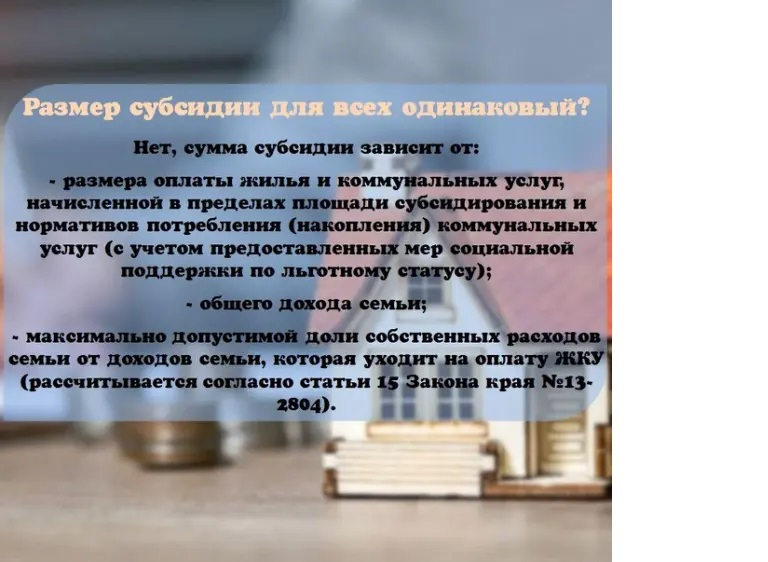 Размер субсидии для всех одинаковый?
Нет, сумма субсидии зависит от:
- размера оплаты жилья и коммунальных услуг,
начисленной в пределах площади субсидирования и
нормативов потребления (накопления) коммунальных
услуг (с учетом предоставленных мер социальной
поддержки по льготному статусу);
- общего дохода семьи;
- максимально допустимой доли собственных расходов
семьи от доходов семьи, которая уходит на оплату ЖКУ
(рассчитывается согласно статьи 15 Закона края №13-
2804).